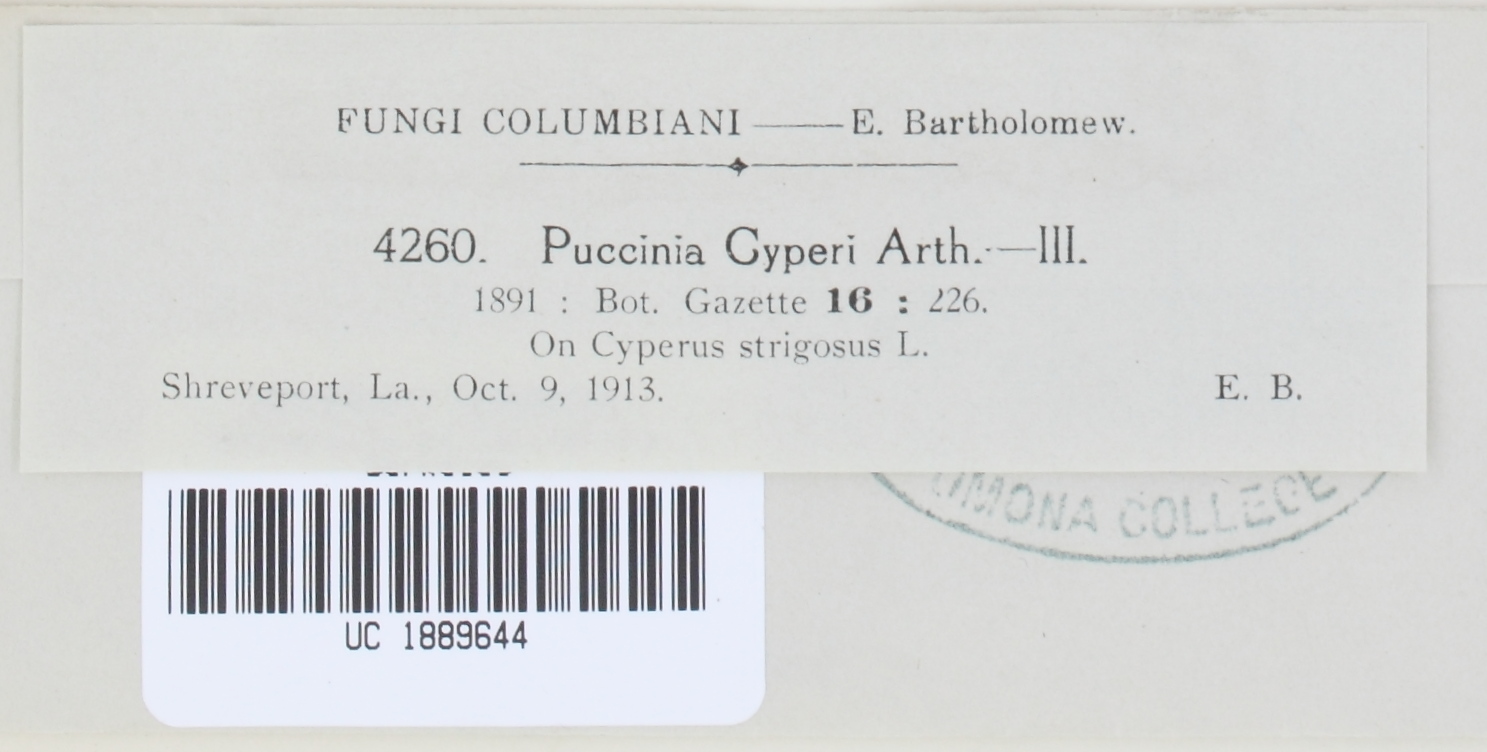 FUNGI COLUMBIANI —— E. Bartholomew.
4260. Puccinia Cyperi Arth.—III.
1891 : Bot. Gazette 16 : 226.
On Cyperus strigosus L.
Shreveport, La., Oct. 9, 1913. E. B.
OMONA COLLEGE
UC 1889644